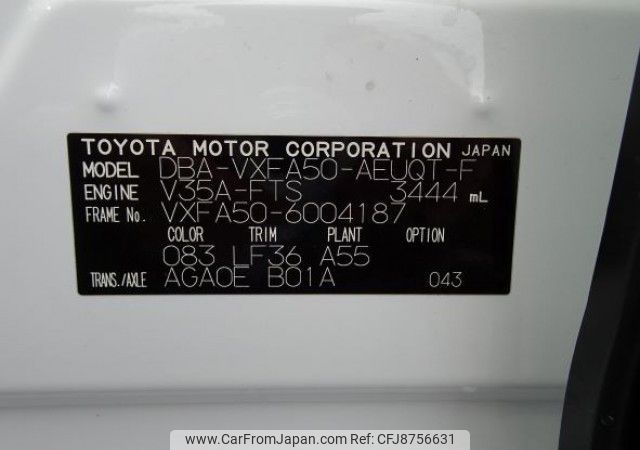 TOYOTA MOTOR CORPORATION JAPAN
MODEL DBA-VXFA50-AEUQT-F
ENGINE V35A-FTS 3444 mL
FRAME No. VXFA50-6004187
COLOR TRIM PLANT OPTION
083 LF36 A55
TRANS./AXLE AGA0E B01A 043
www.CarFromJapan.com CFJ8756631